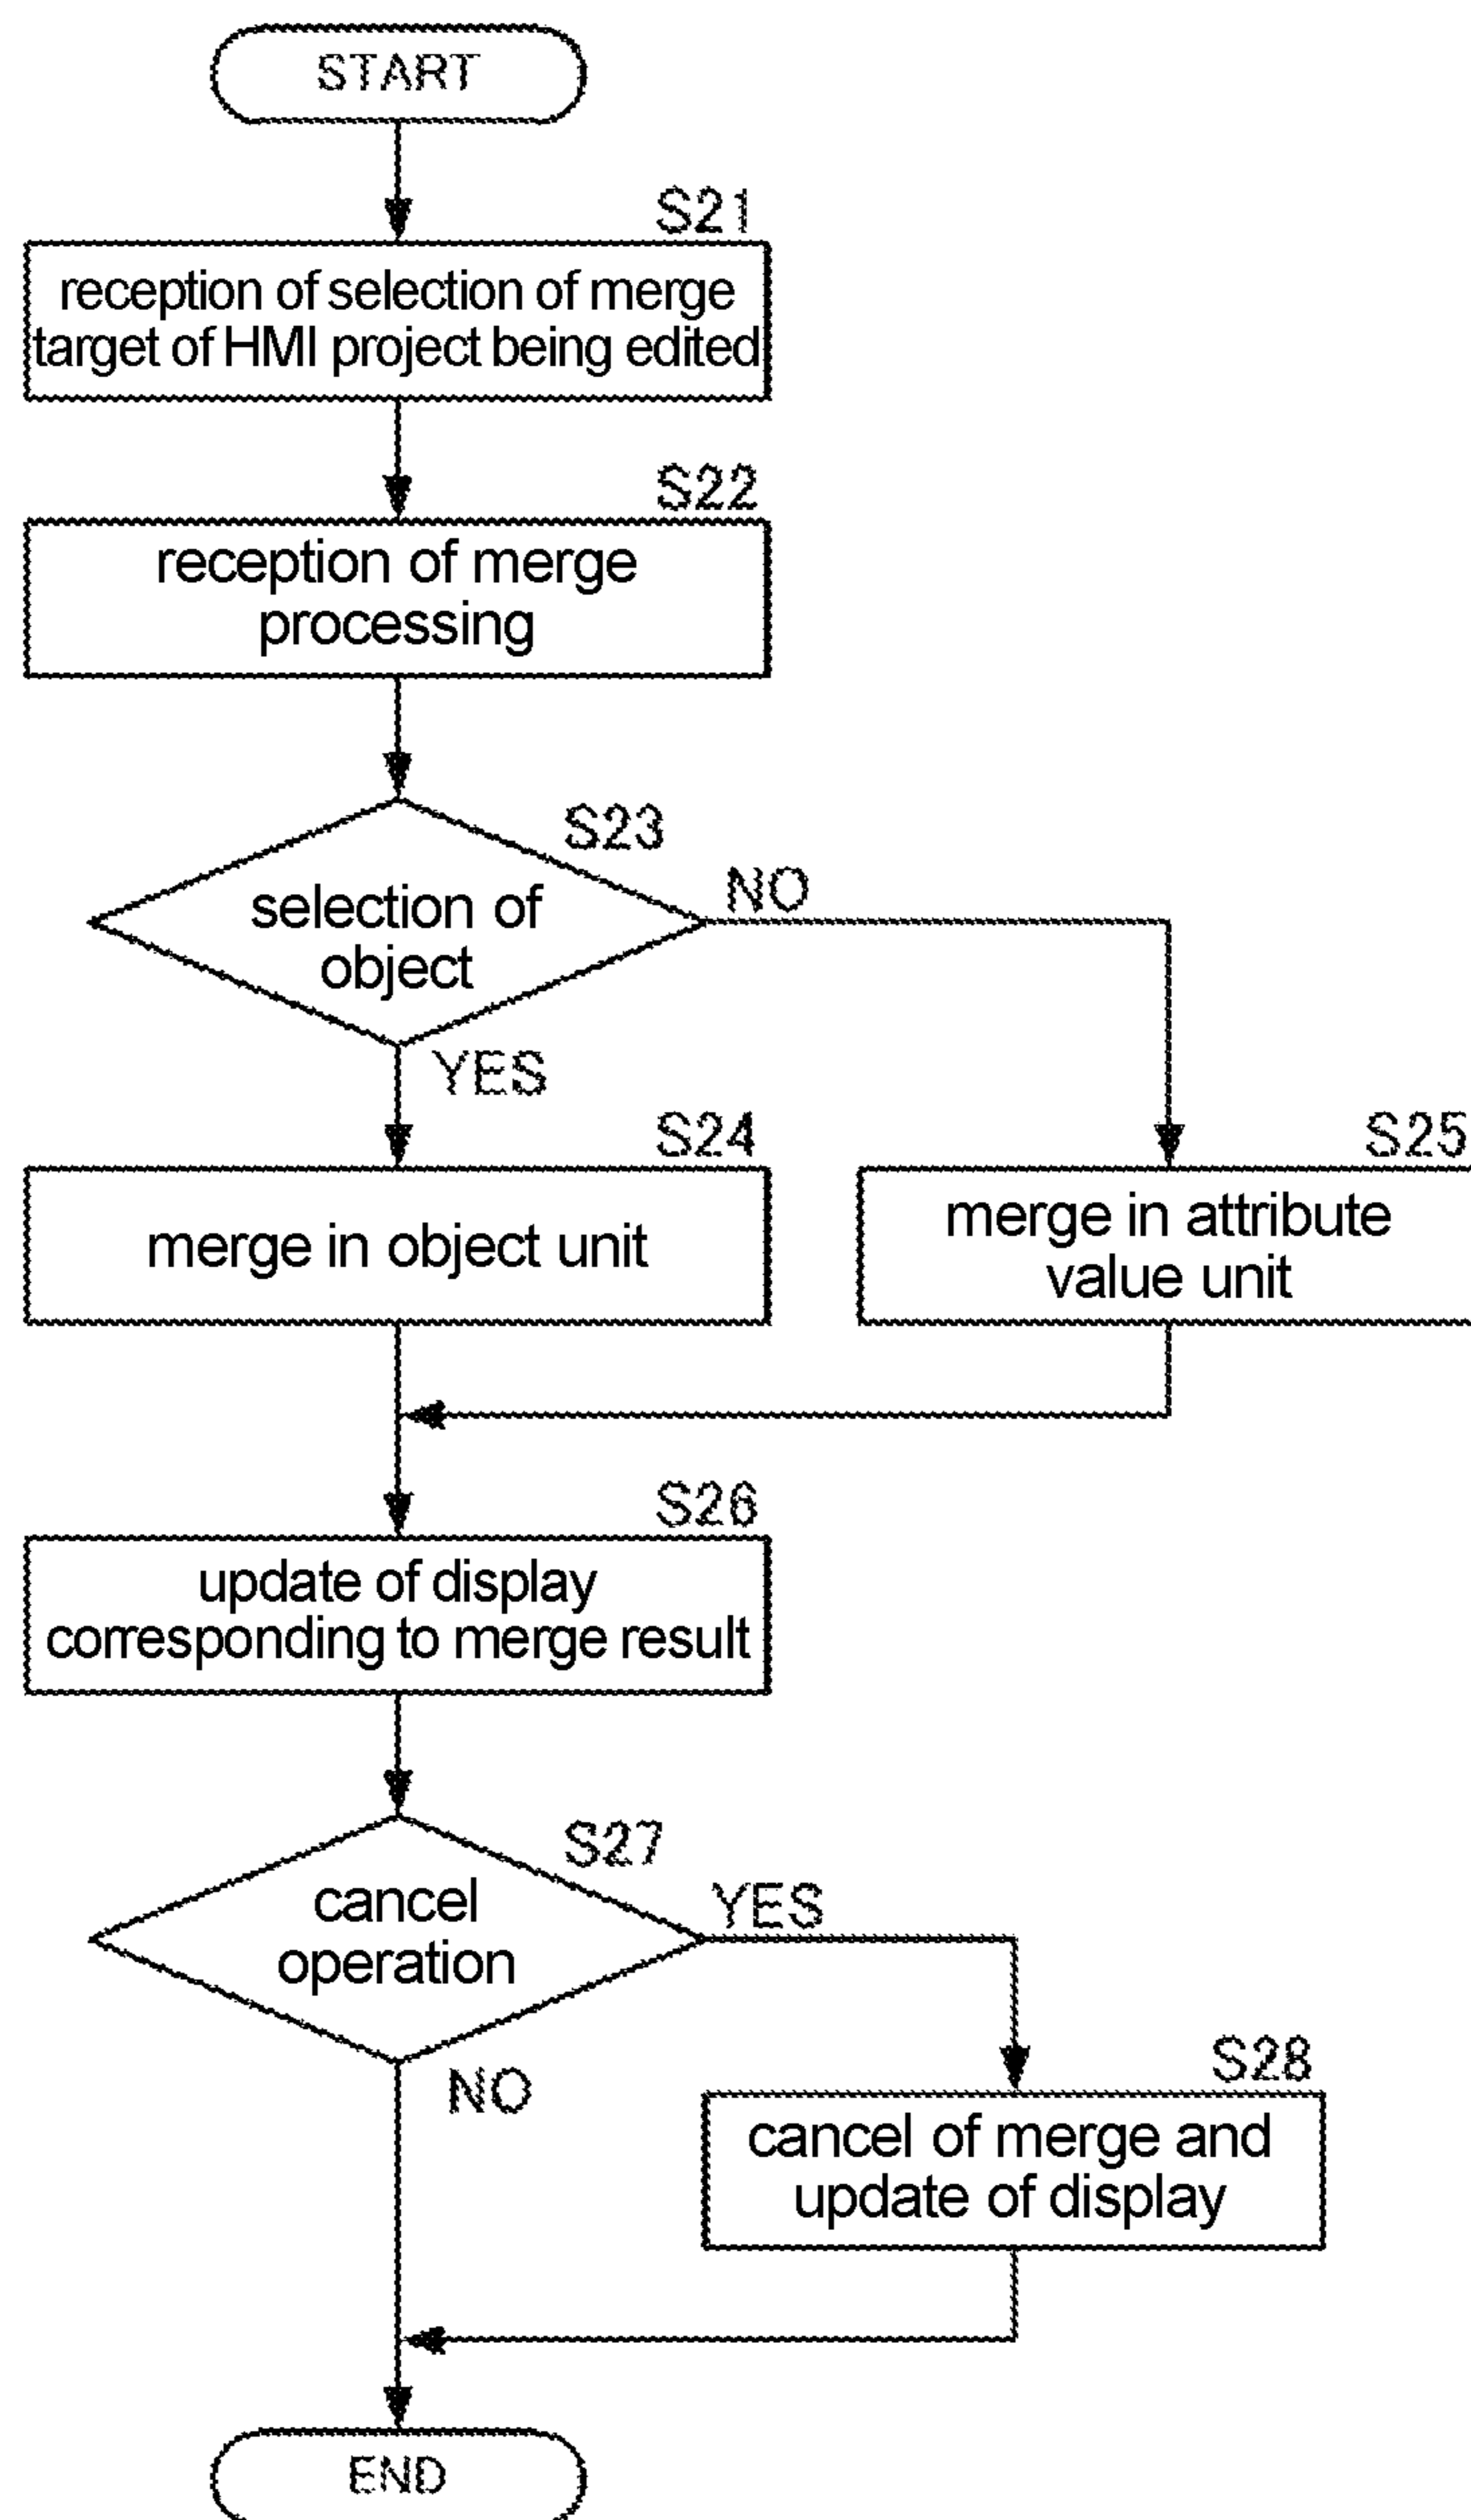 START
S21
reception of selection of merge
target of HMI project being edited
S22
reception of merge
processing
S23
selection of
object
NO
YES
S24
merge in object unit
S25
merge in attribute
value unit
S26
update of display
corresponding to merge result
S27
cancel
operation
YES
NO
S28
cancel of merge and
update of display
END